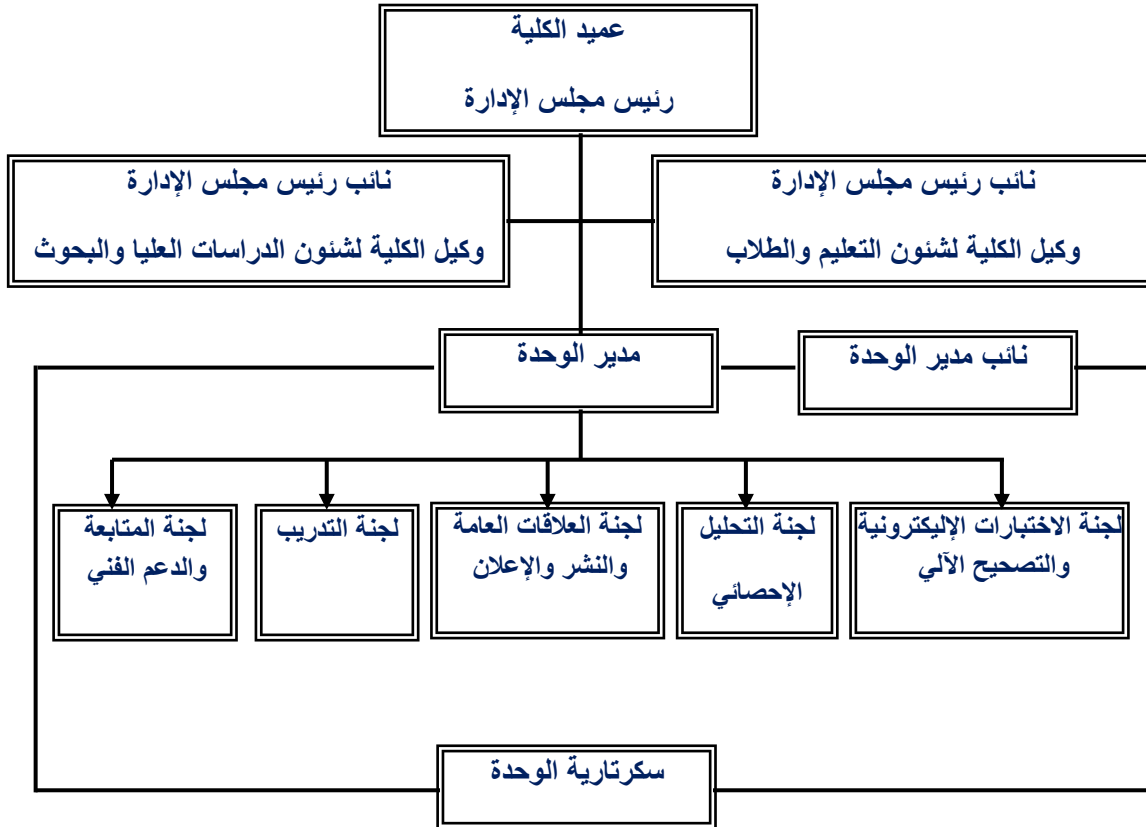 عميد الكلية
رئيس مجلس الإدارة
نائب رئيس مجلس الإدارة
وكيل الكلية لشئون التعليم والطلاب
نائب رئيس مجلس الإدارة
وكيل الكلية لشئون الدراسات العليا والبحوث
نائب مدير الوحدة
مدير الوحدة
لجنة الاختبارات الإليكترونية
والتصحيح الآلي
لجنة التحليل
الإحصائي
لجنة العلاقات العامة
والنشر والإعلان
لجنة التدريب
لجنة المتابعة
والدعم الفني
سكرتارية الوحدة